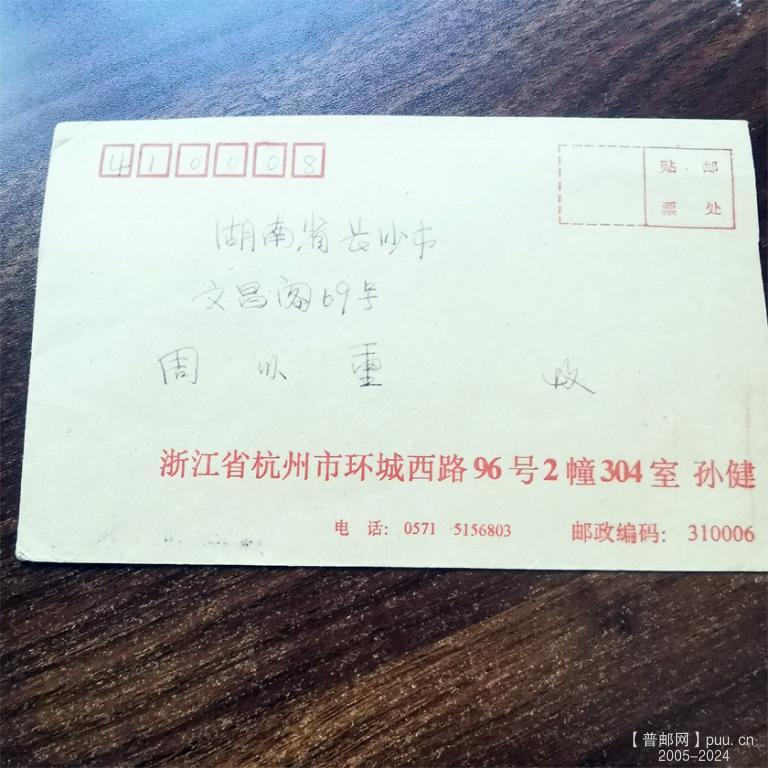 410008
贴 邮
票 处
湖南省长沙市
文昌阁69号
周 以 重 收
浙江省杭州市环城西路96号2幢304室 孙健
电 话: 0571 5156803 邮政编码: 310006
【普邮网】puu.cn
2005-2024